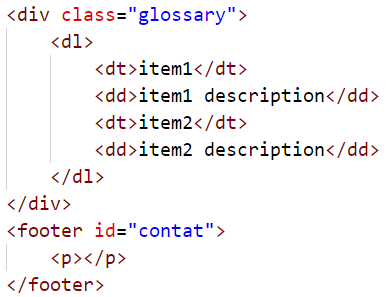 <div class="glossary">
    <dl>
        <dt>item1</dt>
        <dd>item1 description</dd>
        <dt>item2</dt>
        <dd>item2 description</dd>
    </dl>
</div>
<footer id="contat">
    <p></p>
</footer>